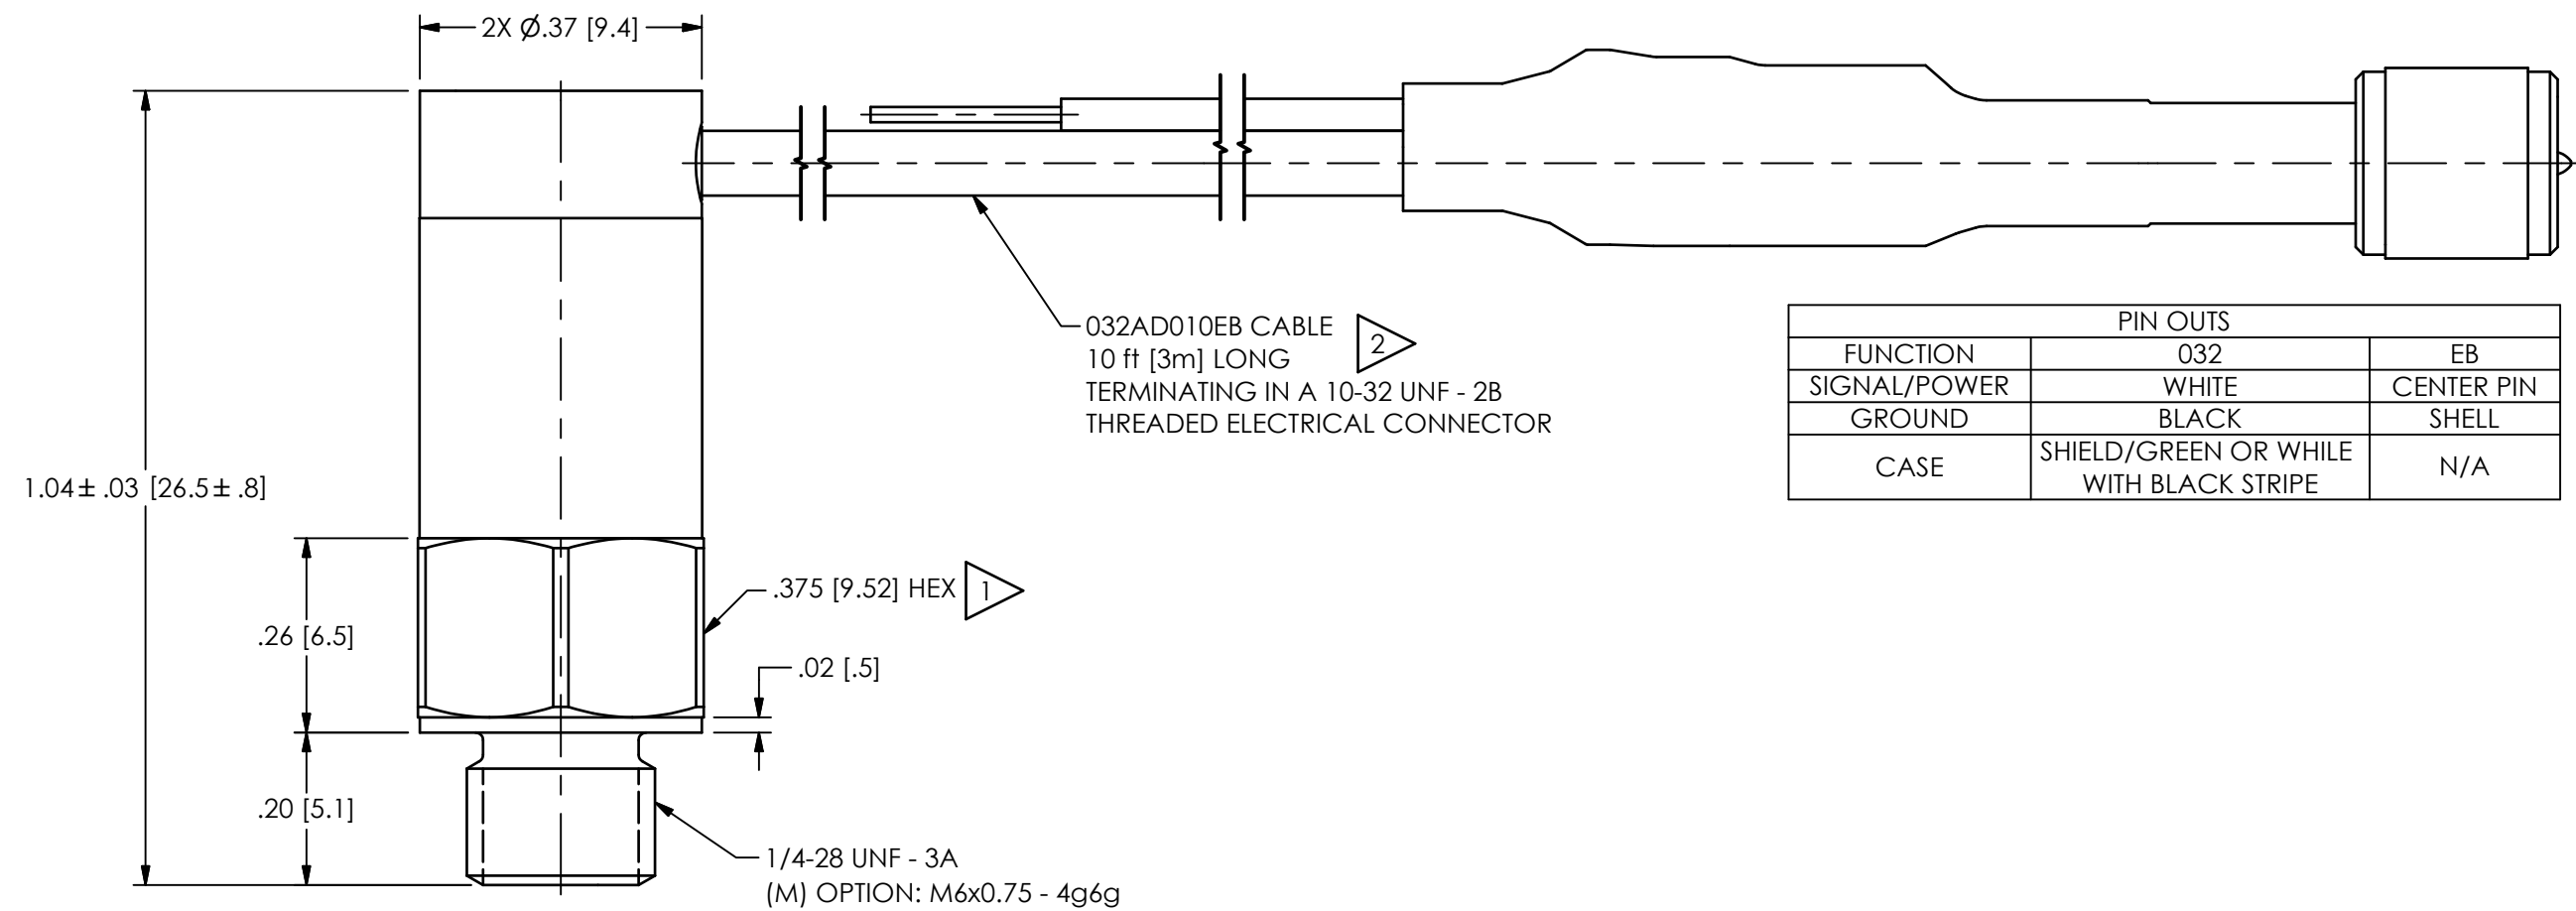 2X Ø.37 [9.4]
032AD010EB CABLE
10 ft [3m] LONG
TERMINATING IN A 10-32 UNF - 2B
THREADED ELECTRICAL CONNECTOR
2
PIN OUTS
FUNCTION 032 EB
SIGNAL/POWER WHITE CENTER PIN
GROUND BLACK SHELL
CASE SHIELD/GREEN OR WHILE N/A
WITH BLACK STRIPE
1.04± .03 [26.5± .8]
.375 [9.52] HEX 1
.26 [6.5]
.02 [.5]
.20 [5.1]
1/4-28 UNF - 3A
(M) OPTION: M6x0.75 - 4g6g